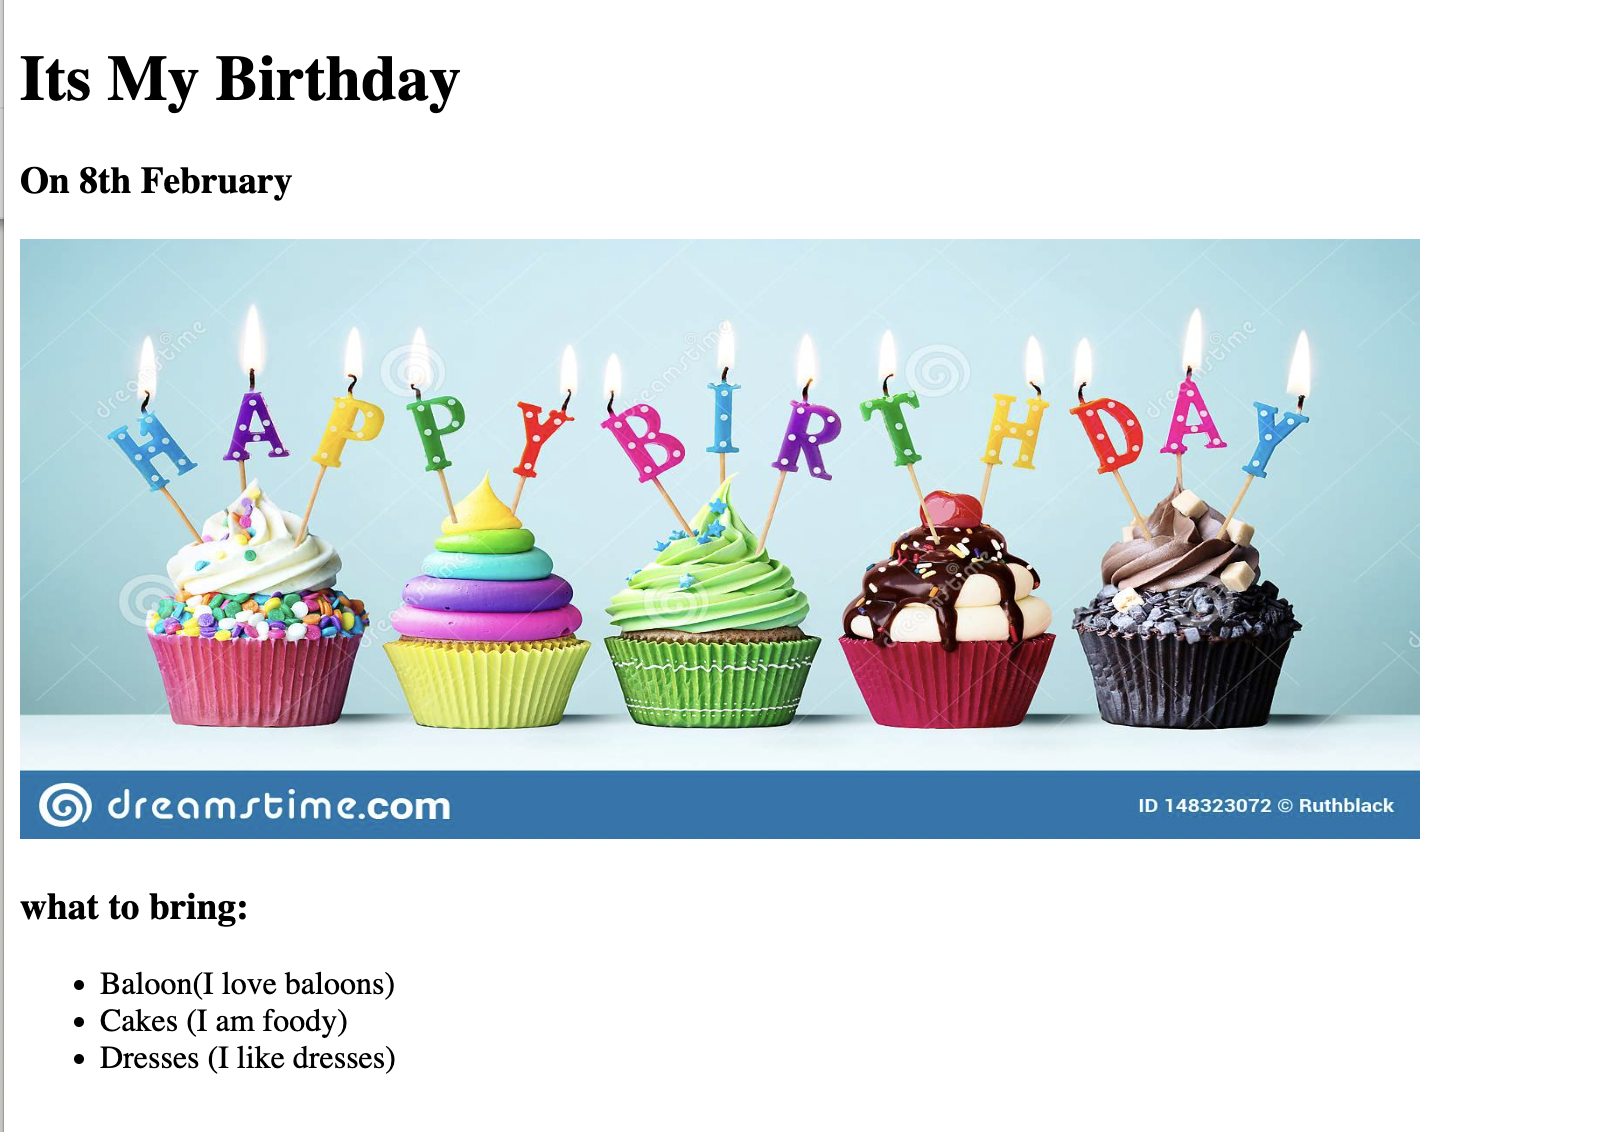 Its My Birthday
On 8th February
HAPPY BIRTHDAY
dreamstime.com
ID 148323072 © Ruthblack
what to bring:
Baloon(I love baloons)
Cakes (I am foody)
Dresses (I like dresses)